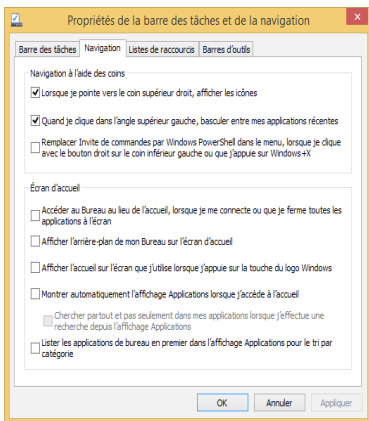 Propriétés de la barre des tâches et de la navigation
x
Barre des tâches Navigation Listes de raccourcis Barres d'outils
Navigation à l'aide des coins
Lorsque je pointe vers le coin supérieur droit, afficher les icônes
Quand je clique dans l'angle supérieur gauche, basculer entre mes applications récentes
Remplacer Invite de commandes par Windows PowerShell dans le menu, lorsque je clique
avec le bouton droit sur le coin inférieur gauche ou que j'appuie sur Windows+X
Écran d'accueil
Accéder au Bureau au lieu de l'accueil, lorsque je me connecte ou que je ferme toutes les
applications à l'écran
Afficher l'arrière-plan de mon Bureau sur l'écran d'accueil
Afficher l'accueil sur l'écran que j'utilise lorsque j'appuie sur la touche du logo Windows
Montrer automatiquement l'affichage Applications lorsque j'accède à l'accueil
Chercher partout et pas seulement dans mes applications lorsque j'effectue une
recherche depuis l'affichage Applications
Lister les applications de bureau en premier dans l'affichage Applications pour le tri par
catégorie
OK Annuler Appliquer